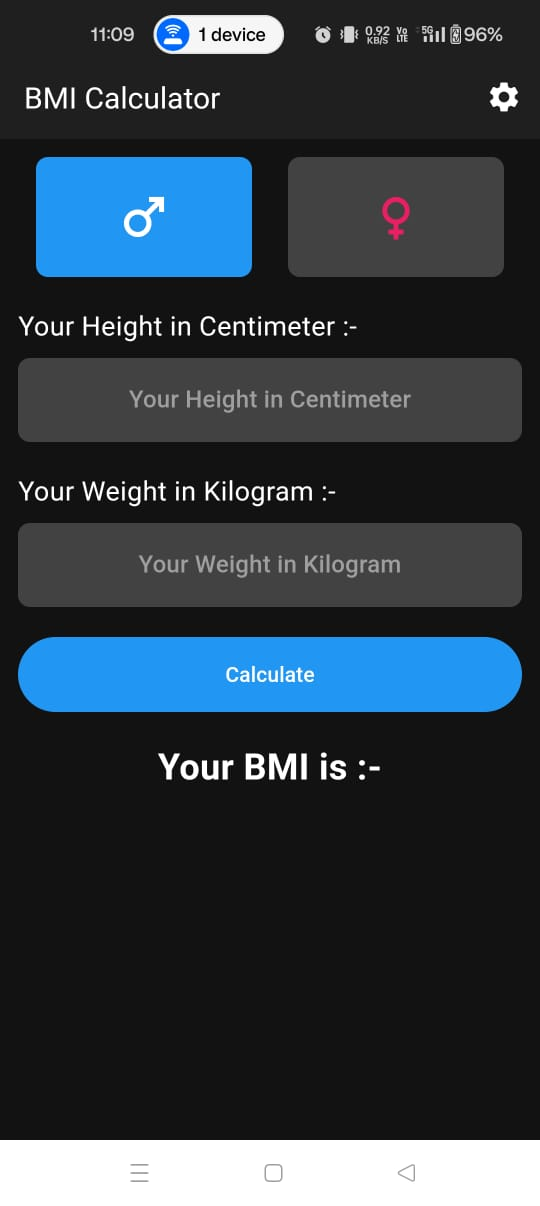 11:09
1 device
0.92
KB/S
Vo
LTE
5G
96%
BMI Calculator
Your Height in Centimeter :-
Your Height in Centimeter
Your Weight in Kilogram :-
Your Weight in Kilogram
Calculate
Your BMI is :-